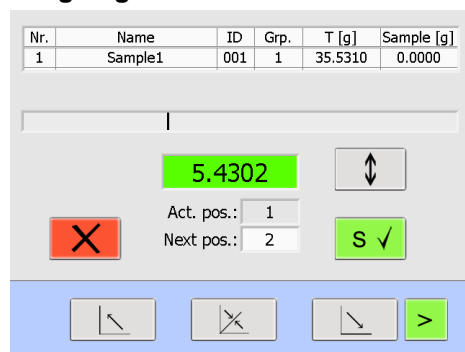 Nr. Name ID Grp. T [g] Sample [g]
1 Sample1 001 1 35.5310 0.0000
5.4302
Act. pos.: 1
Next pos.: 2
S √
>